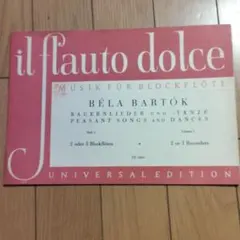 il flauto dolce
MUSIK FÜR BLOCKFLÖTE
BÉLA BARTÓK
BAUERNLIEDER UND TÄNZE
PEASANT SONGS AND DANCES
2 oder 3 Blockflöten
2 or 3 Recorders
UNIVERSAL EDITION